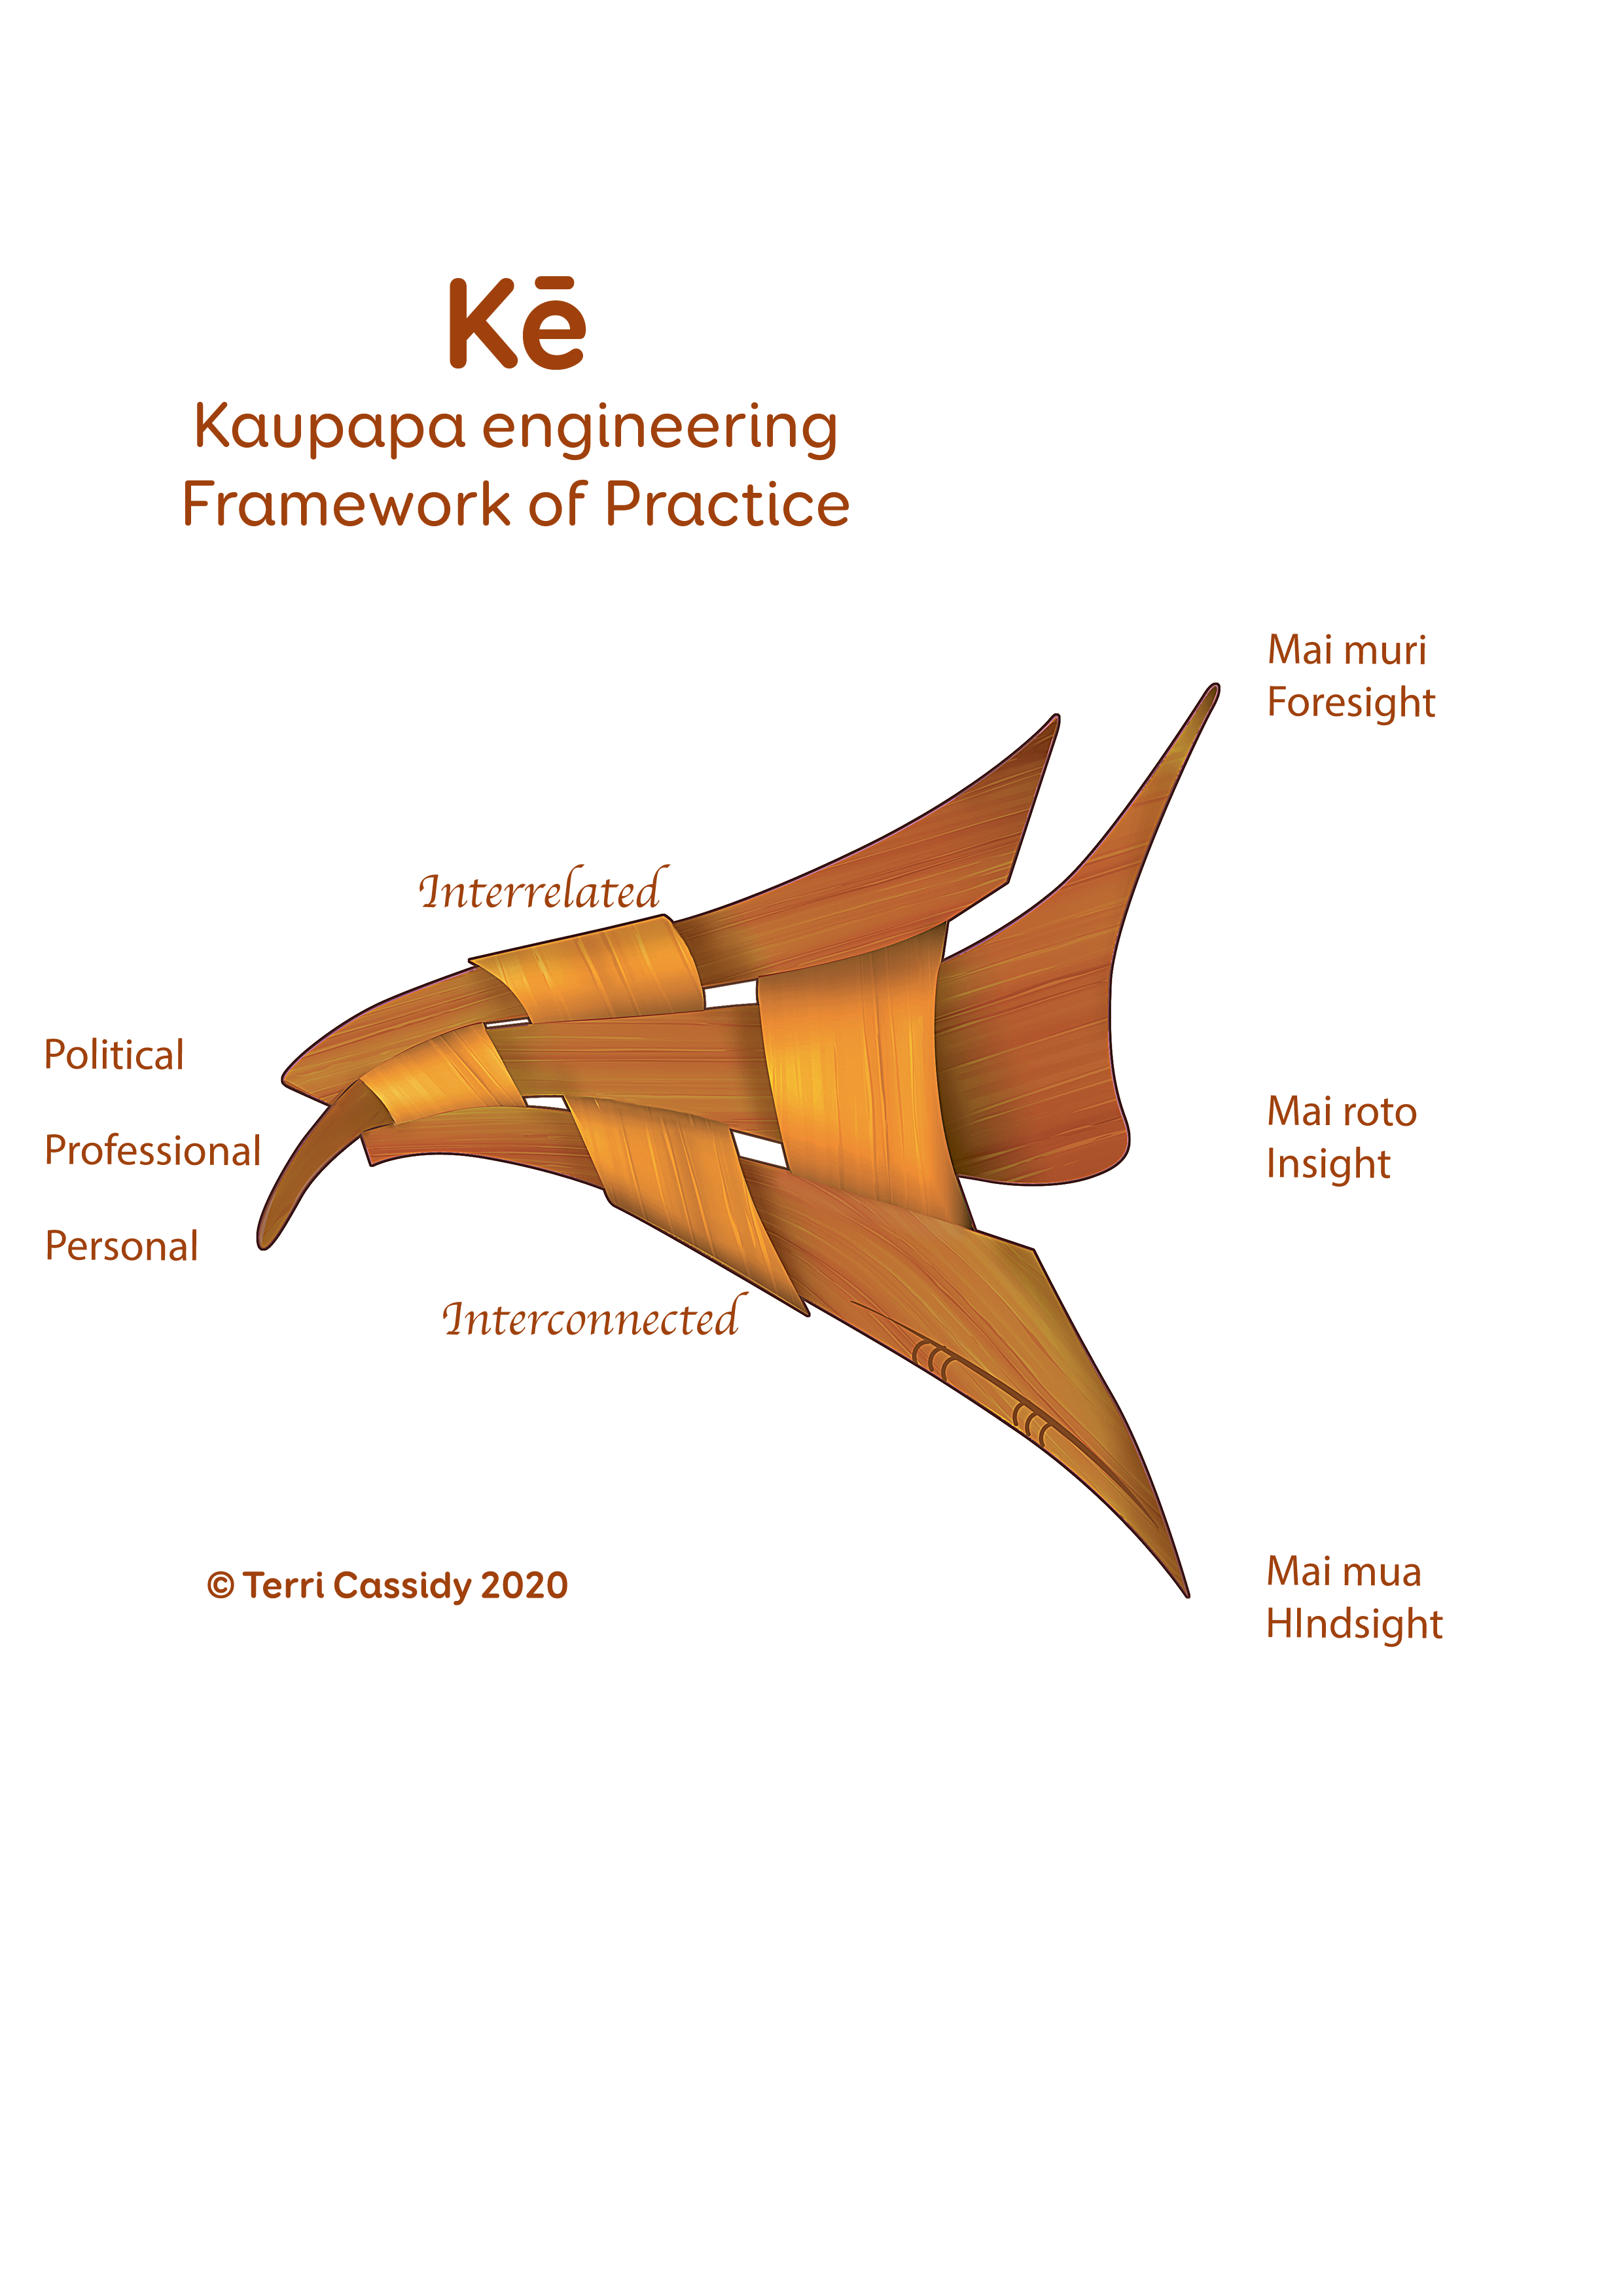 Kē
Kaupapa engineering
Framework of Practice
Mai muri
Foresight
Interrelated
Political
Professional
Personal
Mai roto
Insight
Interconnected
Mai mua
HIndsight
© Terri Cassidy 2020